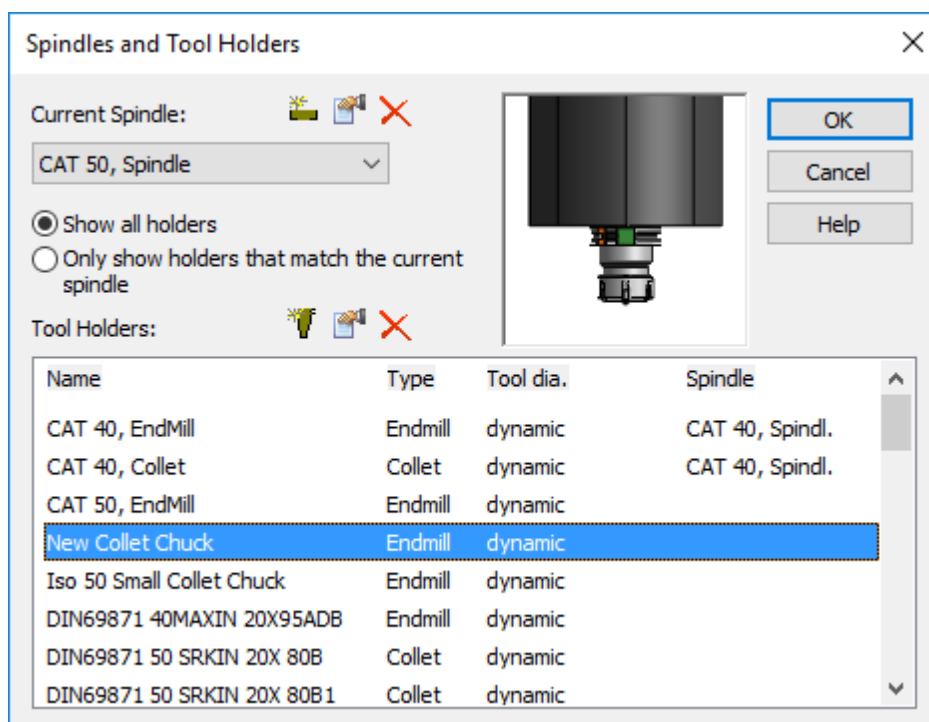 Spindles and Tool Holders
Current Spindle:
CAT 50, Spindle
OK
Cancel
Help
Show all holders
Only show holders that match the current
spindle
Tool Holders:
Name Type Tool dia. Spindle
CAT 40, EndMill Endmill dynamic CAT 40, Spindl.
CAT 40, Collet Collet dynamic CAT 40, Spindl.
CAT 50, EndMill Endmill dynamic
New Collet Chuck Endmill dynamic
Iso 50 Small Collet Chuck Endmill dynamic
DIN69871 40MAXIN 20X95ADB Endmill dynamic
DIN69871 50 SRKIN 20X 80B Collet dynamic
DIN69871 50 SRKIN 20X 80B1 Collet dynamic